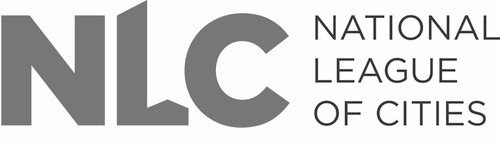 NLC
NATIONAL
LEAGUE
OF CITIES